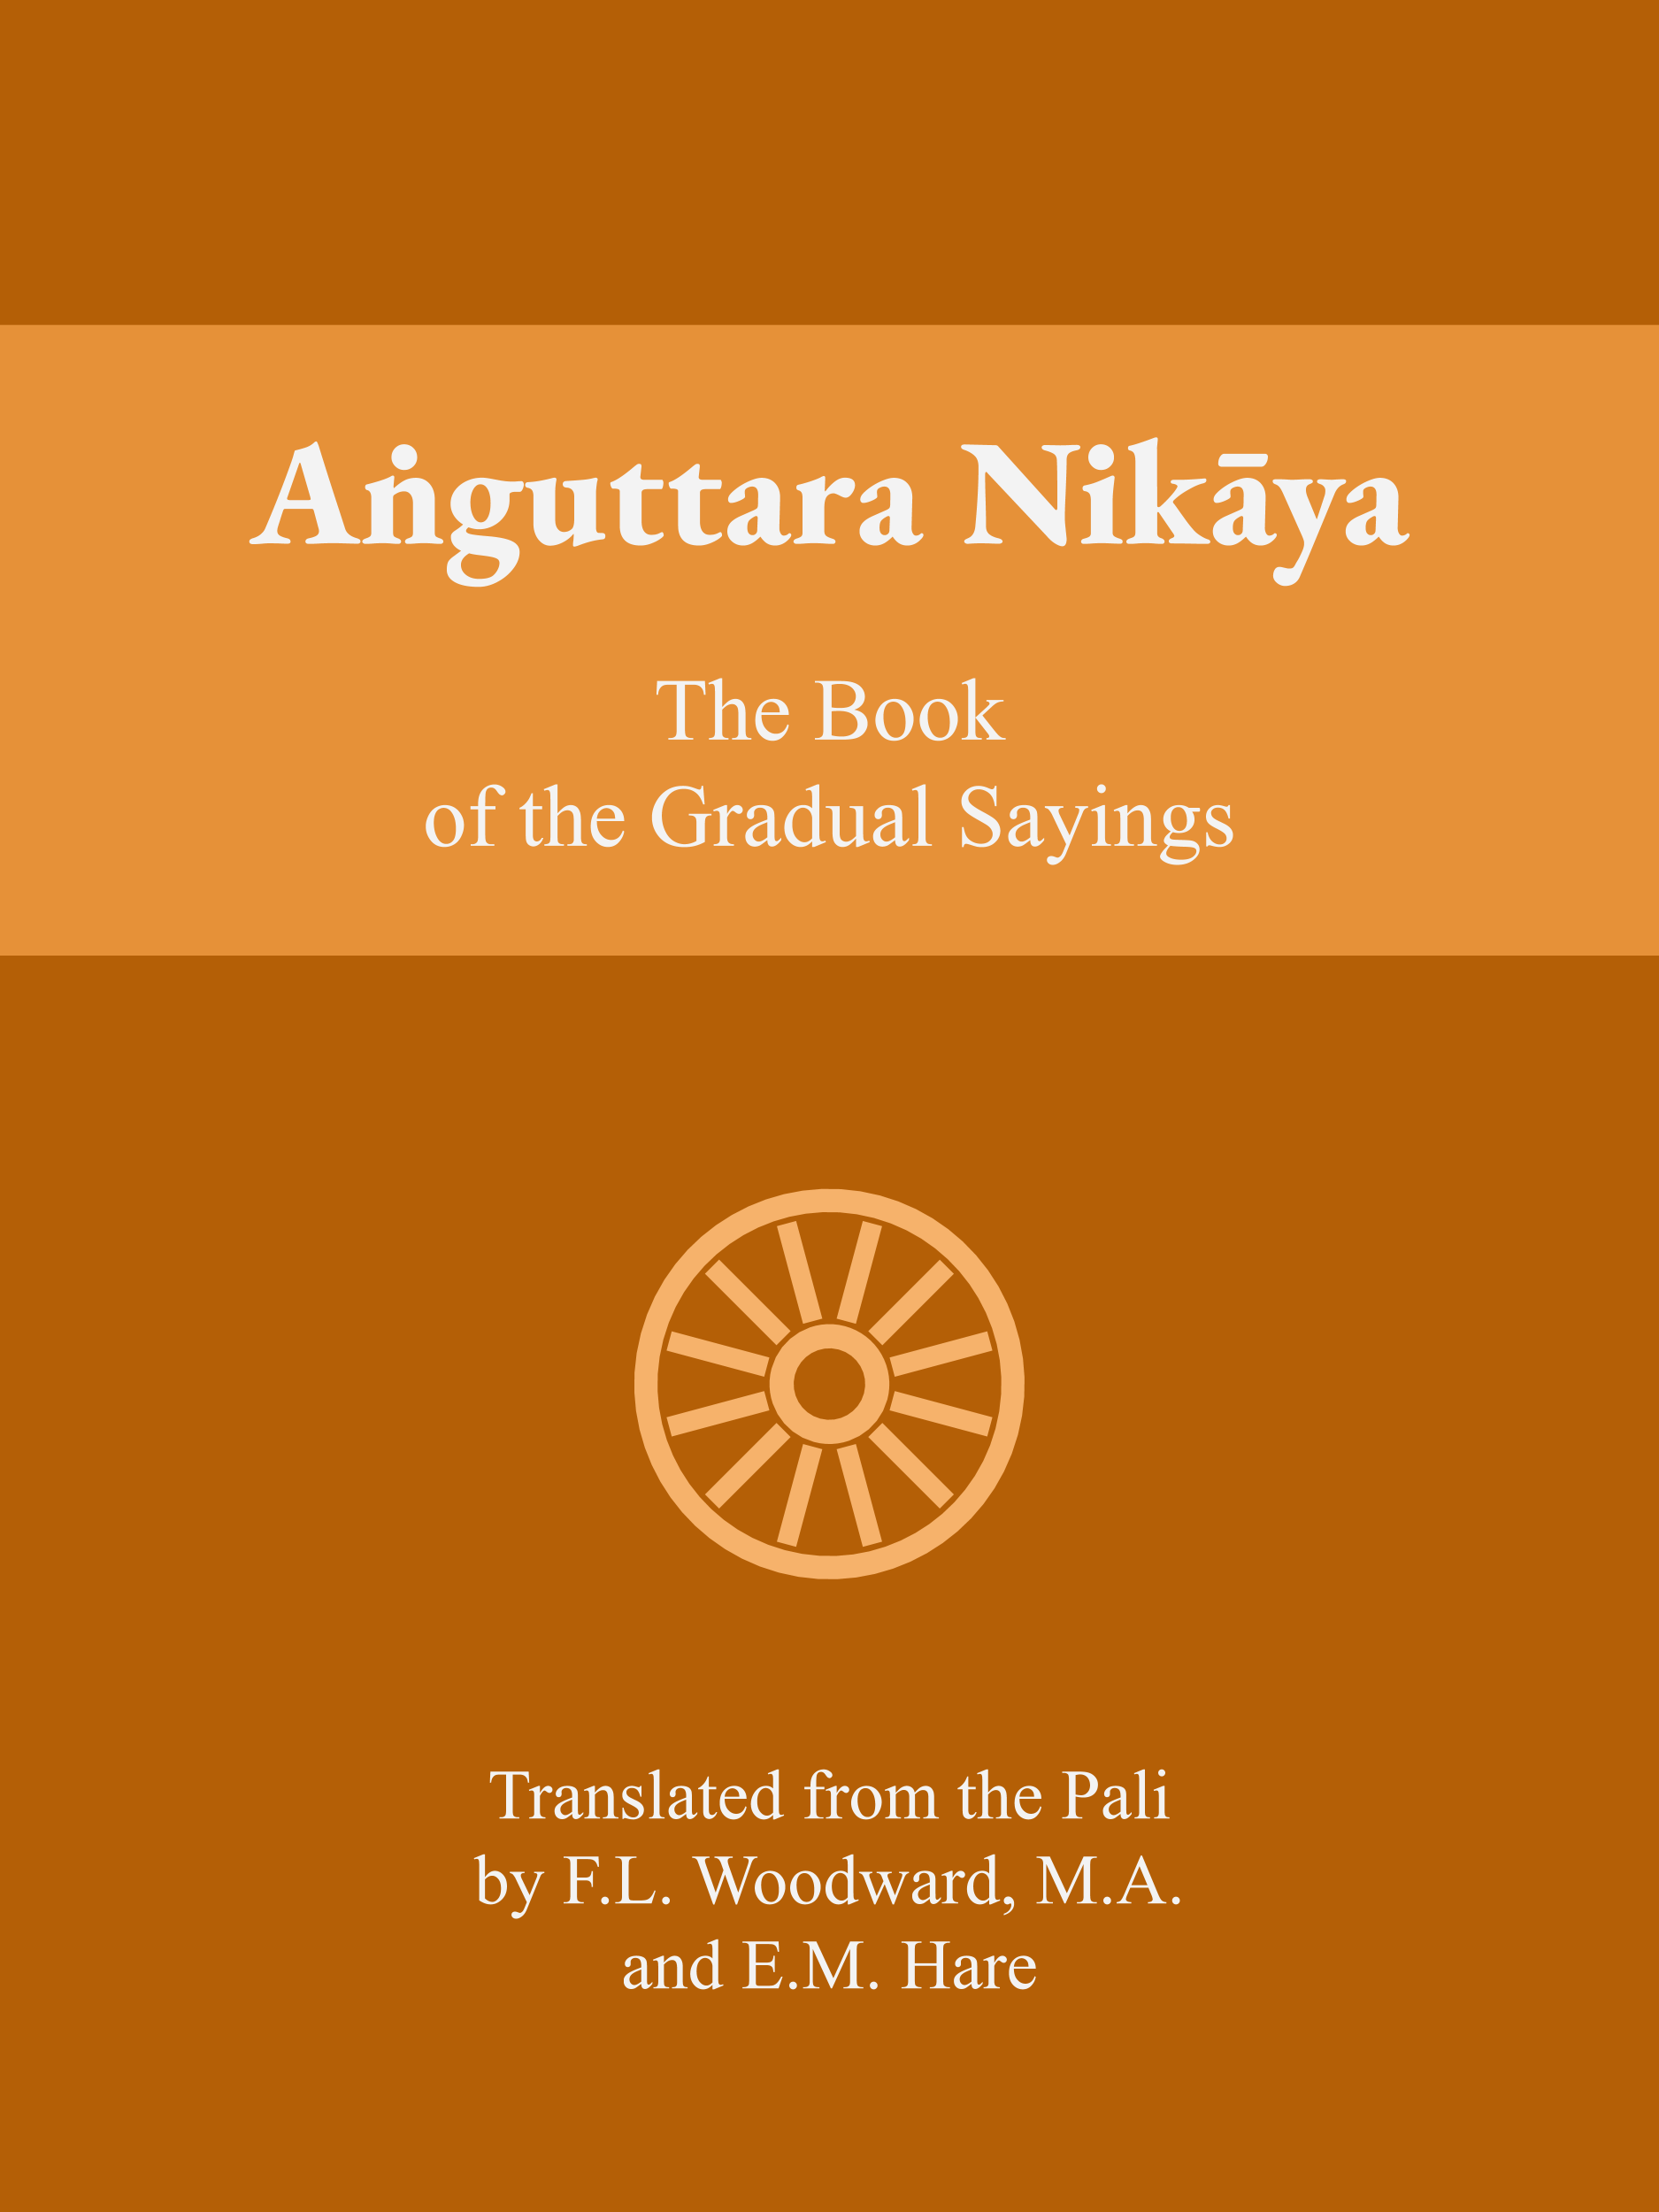 Aṅguttara Nikāya
The Book
of the Gradual Sayings
Translated from the Pali
by F.L. Woodward, M.A.
and E.M. Hare